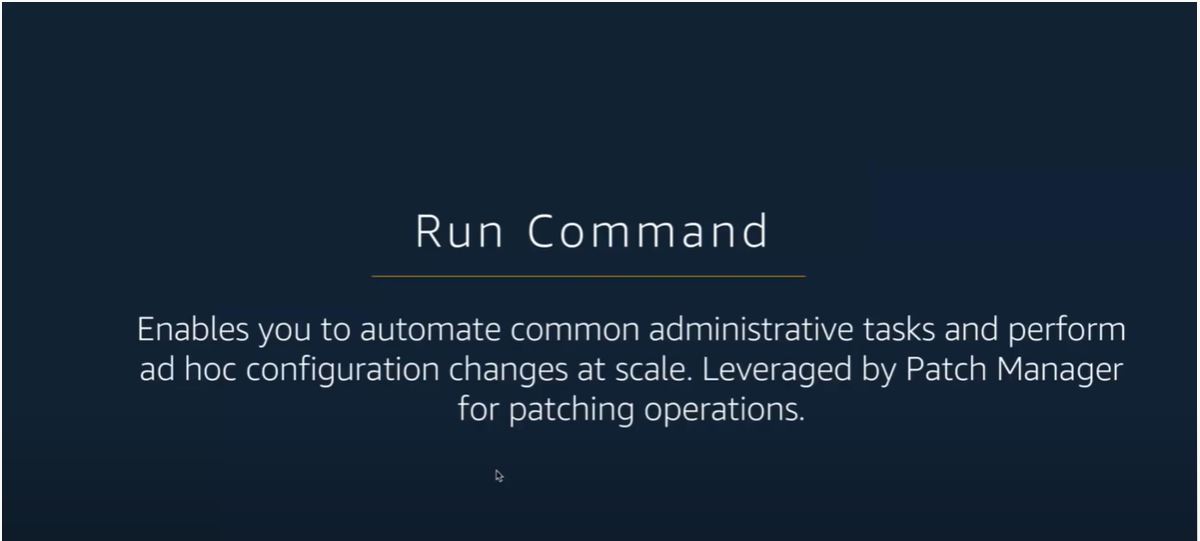 Run Command
Enables you to automate common administrative tasks and perform
ad hoc configuration changes at scale. Leveraged by Patch Manager
for patching operations.